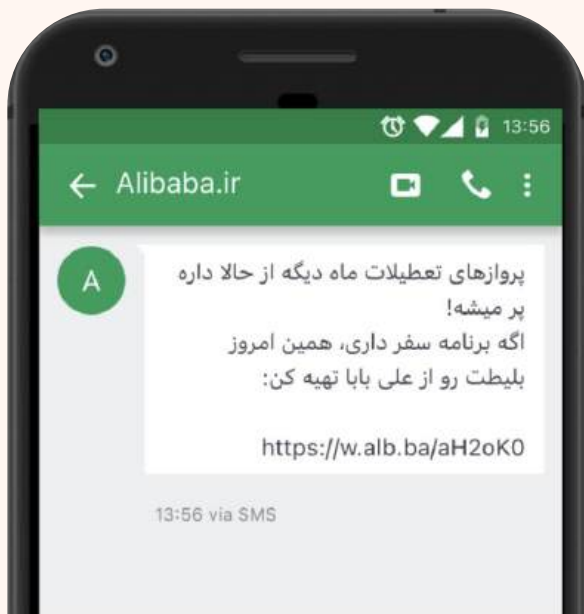 13:56
Alibaba.ir
A
پروازهای تعطیلات ماه دیگه از حالا داره
پر میشه!
اگه برنامه سفر داری، همین امروز
بلیطت رو از علی بابا تهیه کن:
https://w.alb.ba/aH2oK0
13:56 via SMS